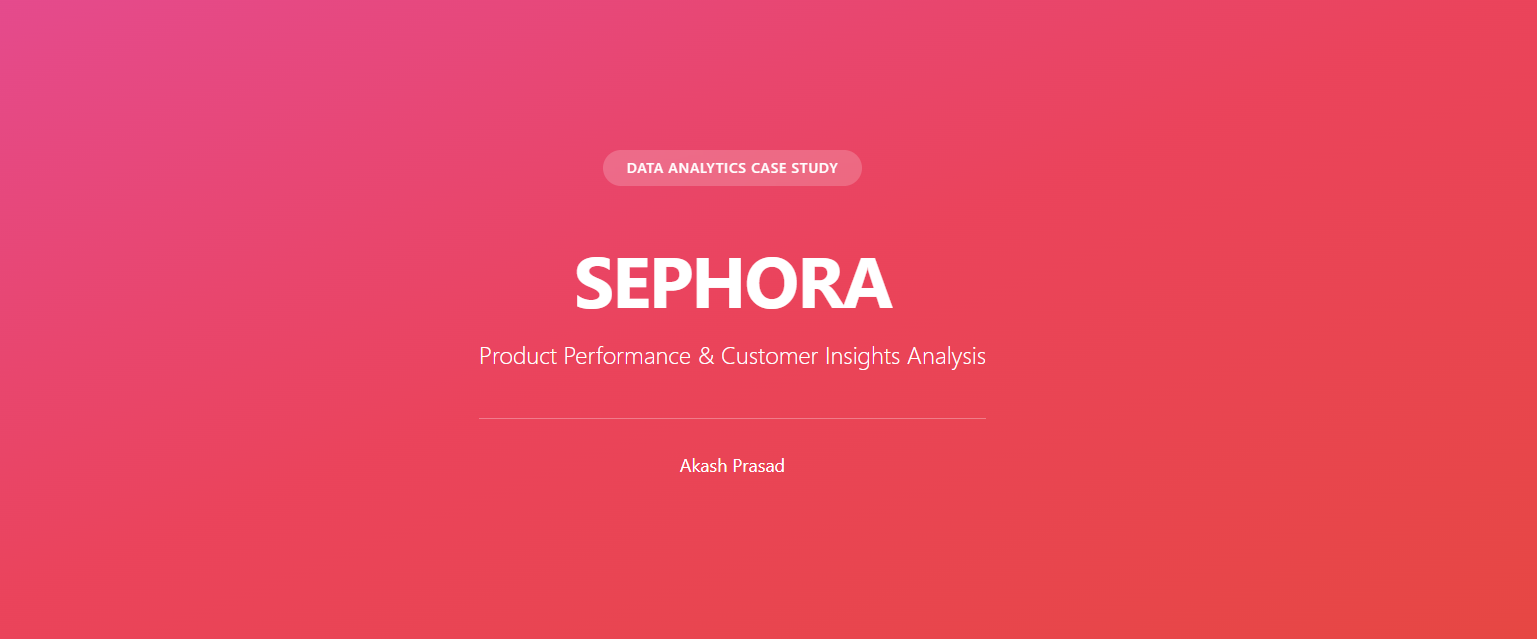 DATA ANALYTICS CASE STUDY
SEPHORA
Product Performance & Customer Insights Analysis
Akash Prasad